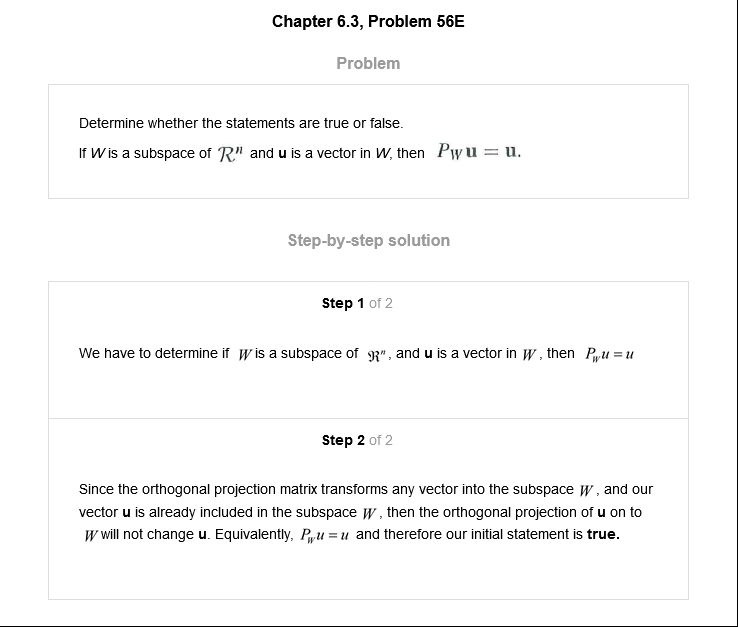 Chapter 6.3, Problem 56E
Problem
Determine whether the statements are true or false.
If W is a subspace of 𝓡ⁿ and u is a vector in W, then P_W u = u.
Step-by-step solution
Step 1 of 2
We have to determine if W is a subspace of ℜⁿ, and u is a vector in W, then P_w u = u
Step 2 of 2
Since the orthogonal projection matrix transforms any vector into the subspace W, and our
vector u is already included in the subspace W, then the orthogonal projection of u on to
W will not change u. Equivalently, P_w u = u and therefore our initial statement is true.